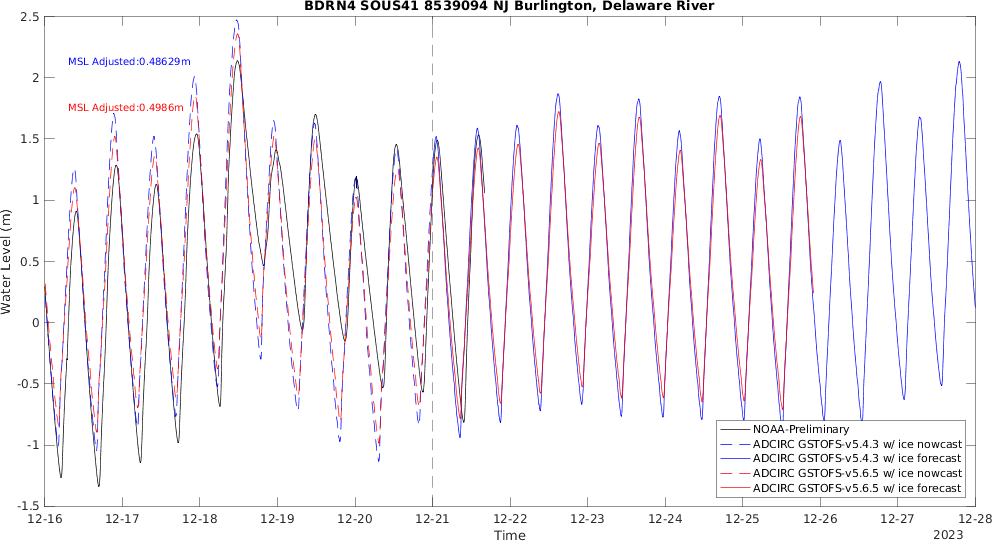 BDRN4 SOUS41 8539094 NJ Burlington, Delaware River
2.5
2
1.5
1
0.5
0
-0.5
-1
-1.5
Water Level (m)
MSL Adjusted:0.48629m
MSL Adjusted:0.4986m
NOAA-Preliminary
ADCIRC GSTOFS-v5.4.3 w/ ice nowcast
ADCIRC GSTOFS-v5.4.3 w/ ice forecast
ADCIRC GSTOFS-v5.6.5 w/ ice nowcast
ADCIRC GSTOFS-v5.6.5 w/ ice forecast
12-16 12-17 12-18 12-19 12-20 12-21 12-22 12-23 12-24 12-25 12-26 12-27 12-28
Time
2023